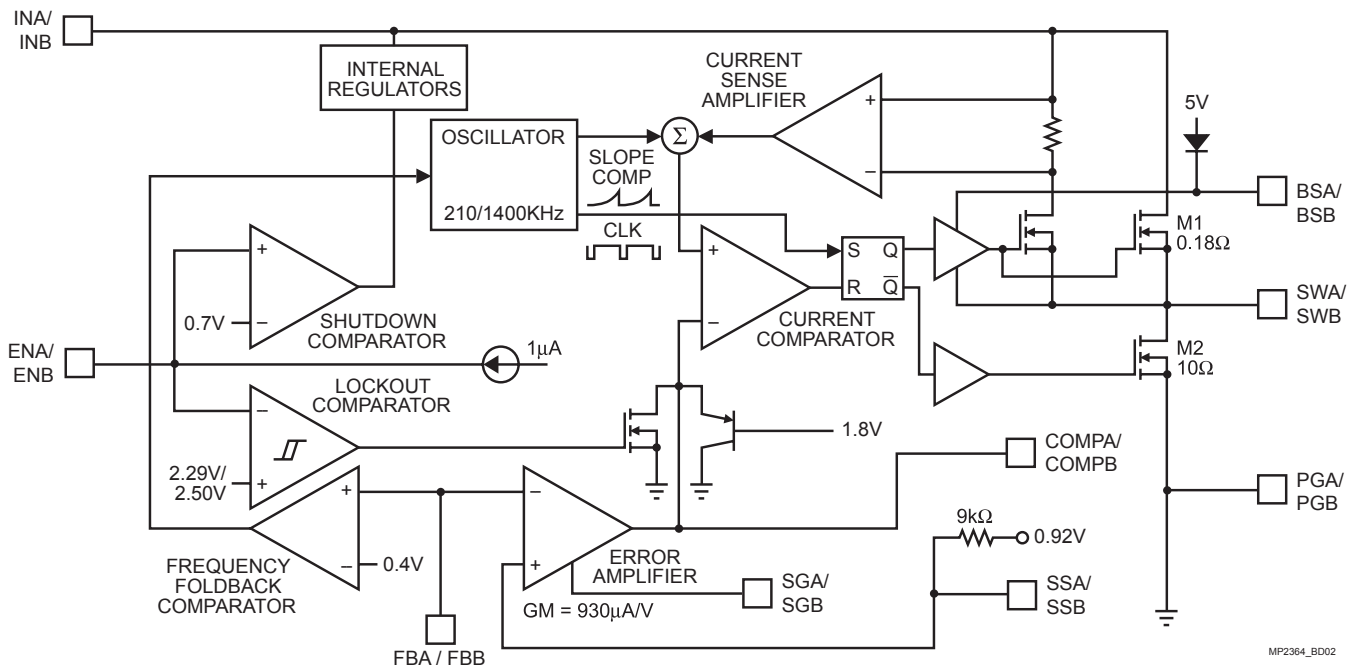 INA/
INB
INTERNAL
REGULATORS
CURRENT
SENSE
AMPLIFIER
+
–
5V
OSCILLATOR
210/1400KHz
Σ
SLOPE
COMP
CLK
BSA/
BSB
M1
0.18Ω
S Q
R Q̅
+
–
CURRENT
COMPARATOR
SWA/
SWB
+
0.7V –
SHUTDOWN
COMPARATOR
ENA/
ENB
1µA
M2
10Ω
LOCKOUT
COMPARATOR
–
2.29V/
2.50V
+
1.8V
COMPA/
COMPB
PGA/
PGB
+
– 0.4V
FREQUENCY
FOLDBACK
COMPARATOR
–
+
ERROR
AMPLIFIER
GM = 930µA/V
SGA/
SGB
9kΩ
0.92V
SSA/
SSB
FBA / FBB
MP2364_BD02